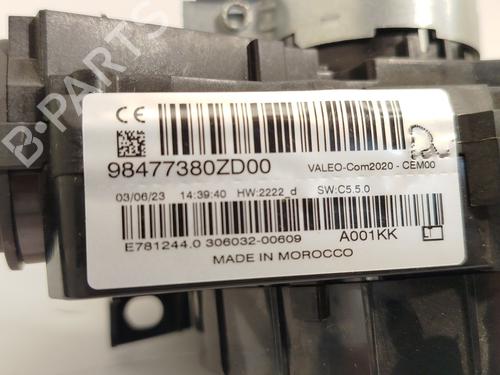 B-PARTS
CE
98477380ZD00 VALEO-Com2020 - CEM00
03/06/23 14:39:40 HW:2222_d SW:C5.5.0
E781244.0 306032-00609 A001KK
MADE IN MOROCCO